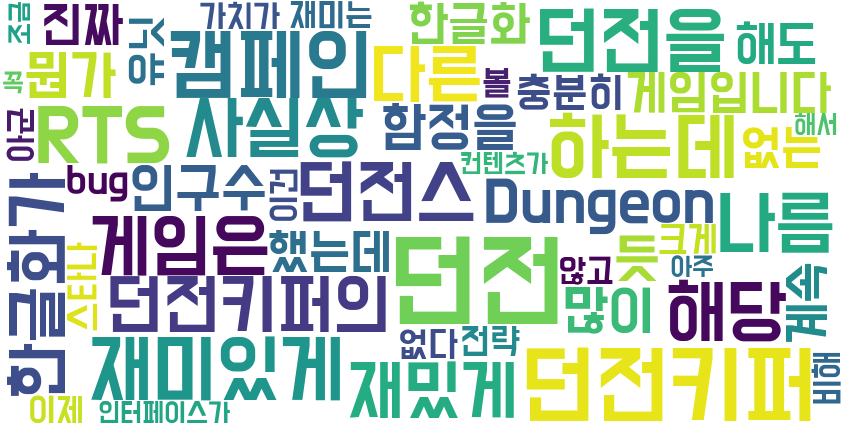 조금
진짜
가치가
재미는
한글화
던전을
해도
꼭
뭔가
유닛
캠페인
다른
볼
충분히
게임입니다
아군
RTS
사실상
함정을
하는데
없는
해서
컨텐츠가
bug
인구수
이건
던전스
Dungeon
나름
한글화가
스타나
게임은
했는데
던전
듯
크게
아주
않고
많이
해당
계속
던전키퍼의
없다
전략
재미있게
재밌게
던전키퍼
비해
이제
인터페이스가